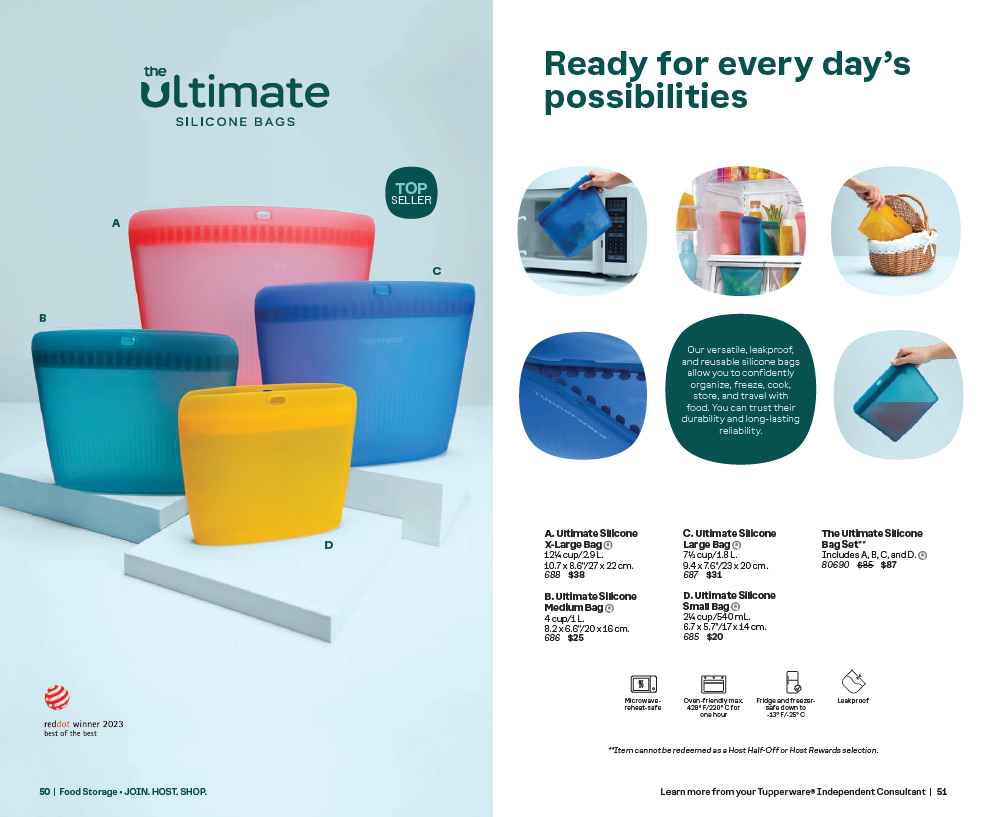 the
Ultimate
SILICONE BAGS
TOP
SELLER
A
C
B
D
reddot winner 2023
best of the best
50 | Food Storage • JOIN. HOST. SHOP.
Ready for every day’s
possibilities
Our versatile, leakproof,
and reusable silicone bags
allow you to confidently
organize, freeze, cook,
store, and travel with
food. You can trust their
durability and long-lasting
reliability.
A. Ultimate Silicone
X-Large Bag
12¼ cup/2.9 L.
10.7 x 8.6"/27 x 22 cm.
688 $38
B. Ultimate Silicone
Medium Bag
4 cup/1 L.
8.2 x 6.6"/20 x 16 cm.
686 $25
C. Ultimate Silicone
Large Bag
7½ cup/1.8 L.
9.4 x 7.6"/23 x 20 cm.
687 $31
D. Ultimate Silicone
Small Bag
2¼ cup/540 mL.
6.7 x 5.7"/17 x 14 cm.
685 $20
The Ultimate Silicone
Bag Set**
Includes A, B, C, and D.
80690 $85 $87
Microwave-
reheat-safe
Oven-friendly max.
428° F/220° C for
one hour
Fridge and freezer-
safe down to
-13° F/-25° C
Leakproof
**Item cannot be redeemed as a Host Half-Off or Host Rewards selection.
Learn more from your Tupperware® Independent Consultant | 51